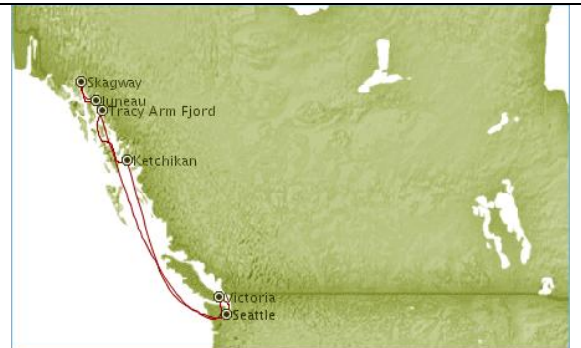 Skagway
Juneau
Tracy Arm Fjord
Ketchikan
Victoria
Seattle